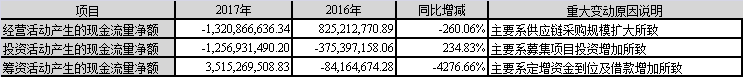 项目 2017年 2016年 同比增减 重大变动原因说明
经营活动产生的现金流量净额 -1,320,866,636.34 825,212,770.89 -260.06% 主要系供应链采购规模扩大所致
投资活动产生的现金流量净额 -1,256,931,490.20 -375,397,158.06 234.83% 主要系募集项目投资增加所致
筹资活动产生的现金流量净额 3,515,269,508.83 -84,164,674.28 -4276.66% 主要系定增资金到位及借款增加所致